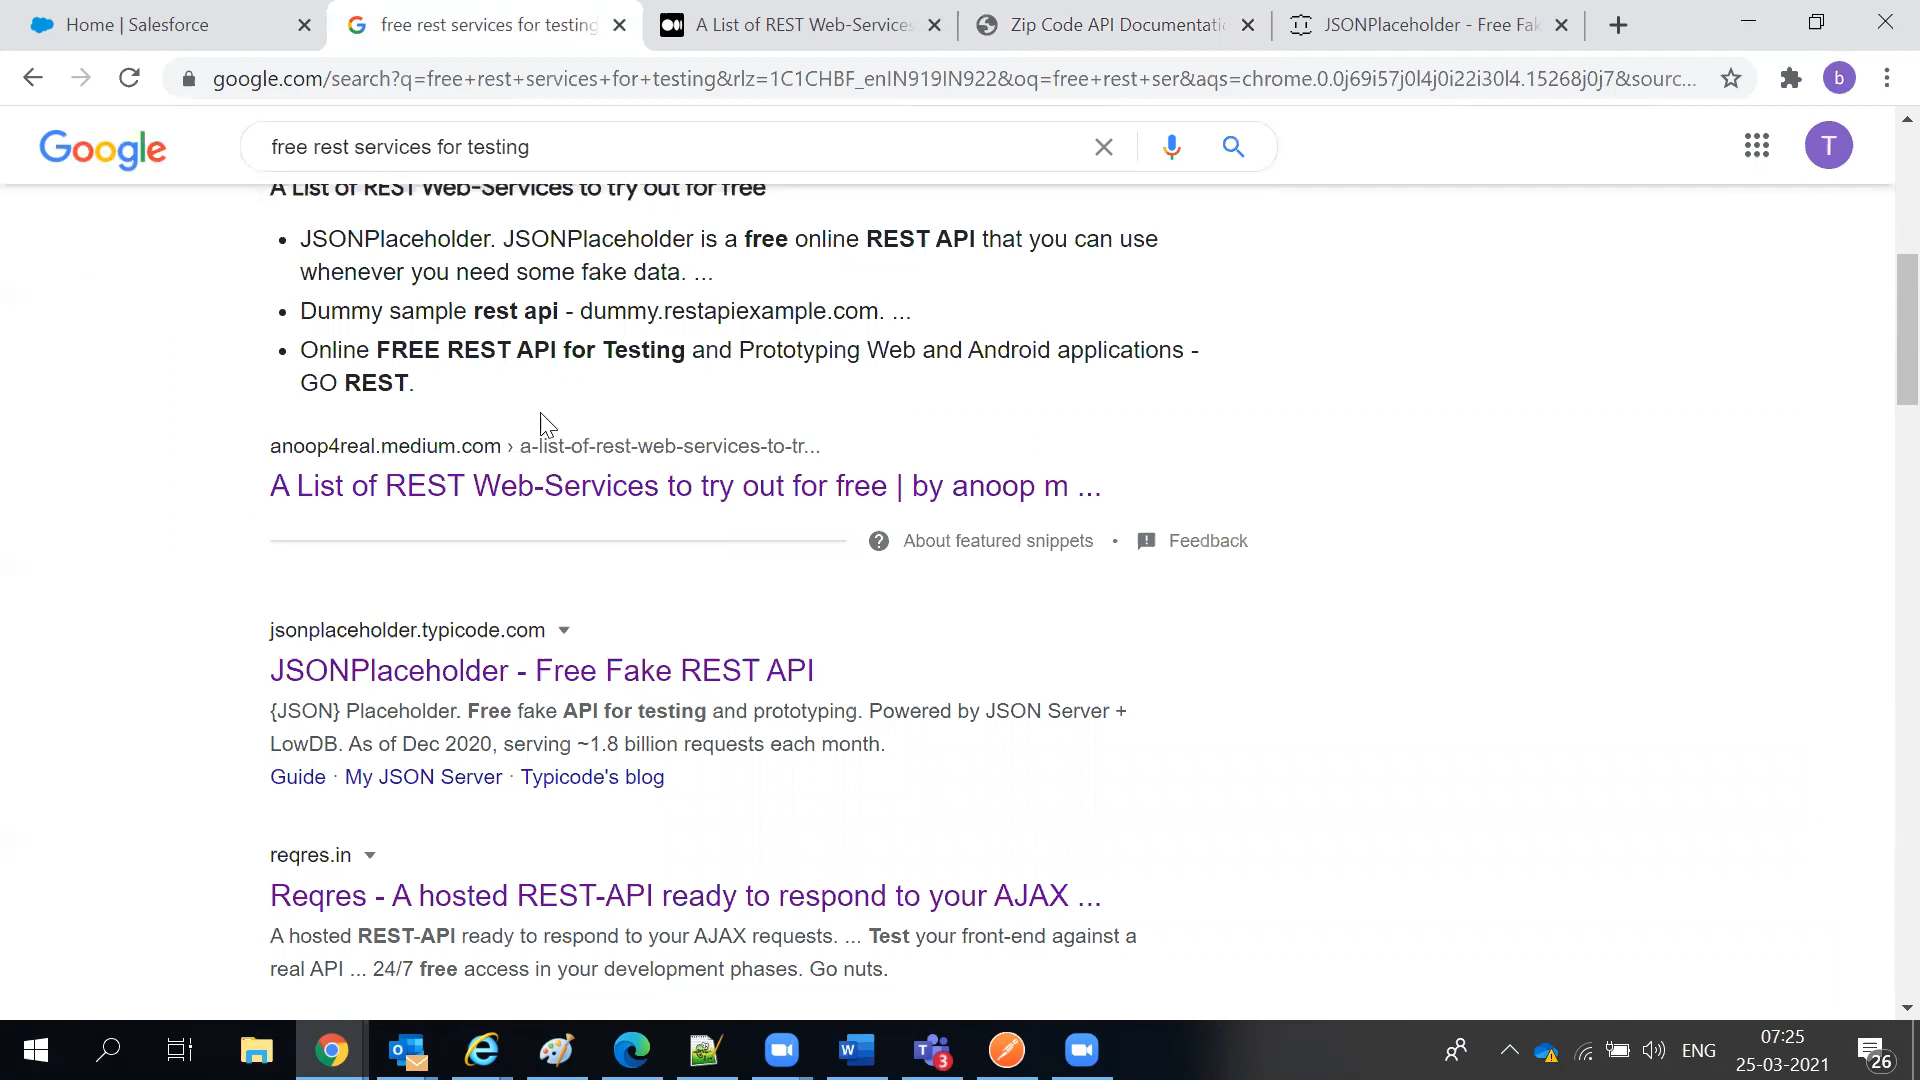 Home | Salesforce
free rest services for testing
A List of REST Web-Services
Zip Code API Documentati
JSONPlaceholder - Free Fak
google.com/search?q=free+rest+services+for+testing&rlz=1C1CHBF_enIN919IN922&oq=free+rest+ser&aqs=chrome.0.0j69i57j0l4j0i22i30l4.15268j0j7&sourc...
b
Google
free rest services for testing
T
A List of REST Web-Services to try out for free
• JSONPlaceholder. JSONPlaceholder is a free online REST API that you can use
whenever you need some fake data. ...
• Dummy sample rest api - dummy.restapiexample.com. ...
• Online FREE REST API for Testing and Prototyping Web and Android applications -
GO REST.
anoop4real.medium.com › a-list-of-rest-web-services-to-tr...
A List of REST Web-Services to try out for free | by anoop m ...
About featured snippets • Feedback
jsonplaceholder.typicode.com
JSONPlaceholder - Free Fake REST API
{JSON} Placeholder. Free fake API for testing and prototyping. Powered by JSON Server +
LowDB. As of Dec 2020, serving ~1.8 billion requests each month.
Guide · My JSON Server · Typicode's blog
reqres.in
Reqres - A hosted REST-API ready to respond to your AJAX ...
A hosted REST-API ready to respond to your AJAX requests. ... Test your front-end against a
real API ... 24/7 free access in your development phases. Go nuts.
3
ENG
07:25
25-03-2021
26